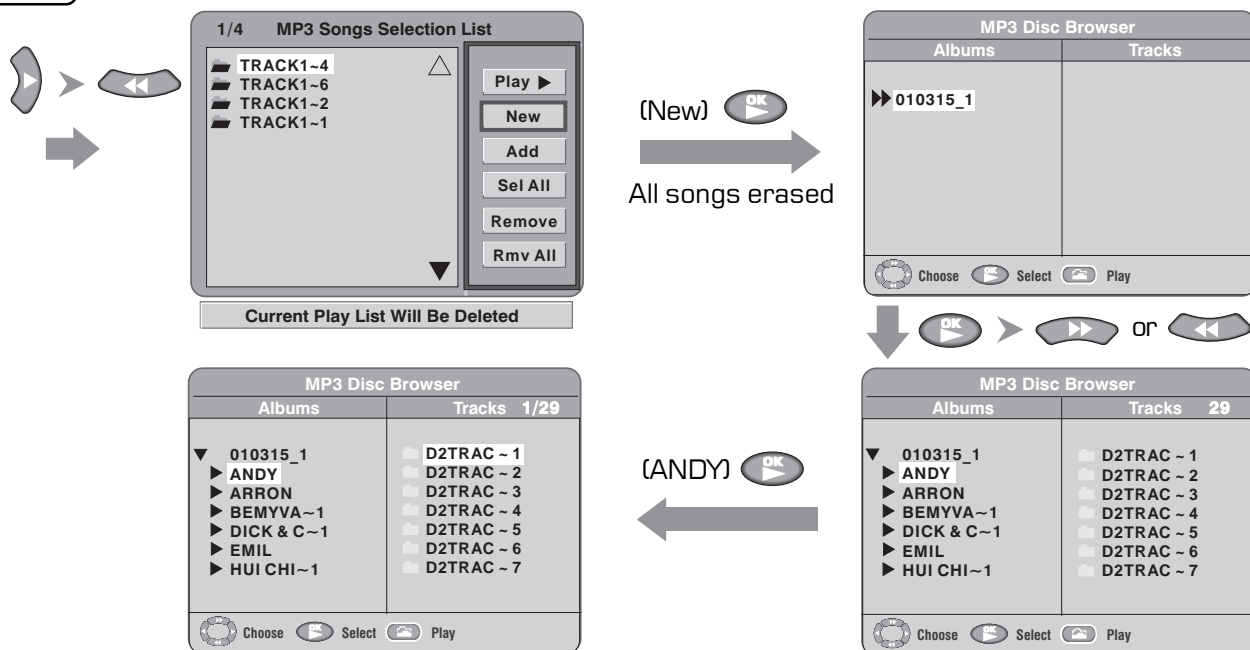 1/4 MP3 Songs Selection List
TRACK1~4
TRACK1~6
TRACK1~2
TRACK1~1
Play
New
Add
Sel All
Remove
Rmv All
Current Play List Will Be Deleted
(New) OK
All songs erased
MP3 Disc Browser
Albums Tracks
010315_1
OK Choose Select Play
OK or
MP3 Disc Browser
Albums Tracks 29
010315_1 D2TRAC ~ 1
ANDY D2TRAC ~ 2
ARRON D2TRAC ~ 3
BEMYVA~1 D2TRAC ~ 4
DICK & C~1 D2TRAC ~ 5
EMIL D2TRAC ~ 6
HUI CHI~1 D2TRAC ~ 7
Choose OK Select Play
(ANDY) OK
MP3 Disc Browser
Albums Tracks 1/29
010315_1 D2TRAC ~ 1
ANDY D2TRAC ~ 2
ARRON D2TRAC ~ 3
BEMYVA~1 D2TRAC ~ 4
DICK & C~1 D2TRAC ~ 5
EMIL D2TRAC ~ 6
HUI CHI~1 D2TRAC ~ 7
Choose OK Select Play